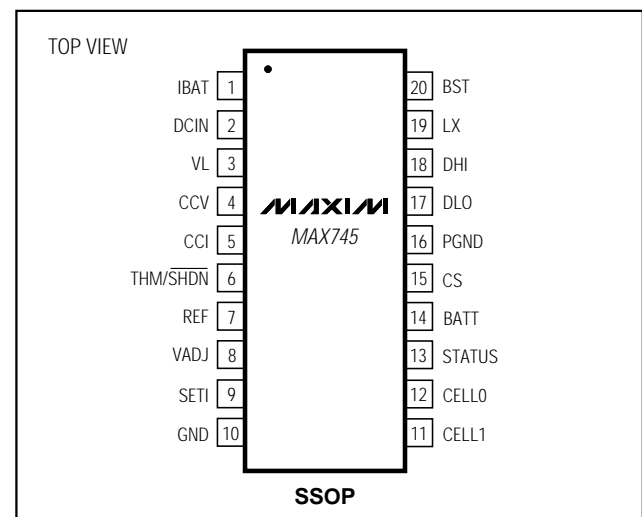 TOP VIEW
IBAT 1
DCIN 2
VL 3
CCV 4
CCI 5
THM/SHDN 6
REF 7
VADJ 8
SETI 9
GND 10
MAXIM
MAX745
20 BST
19 LX
18 DHI
17 DLO
16 PGND
15 CS
14 BATT
13 STATUS
12 CELL0
11 CELL1
SSOP